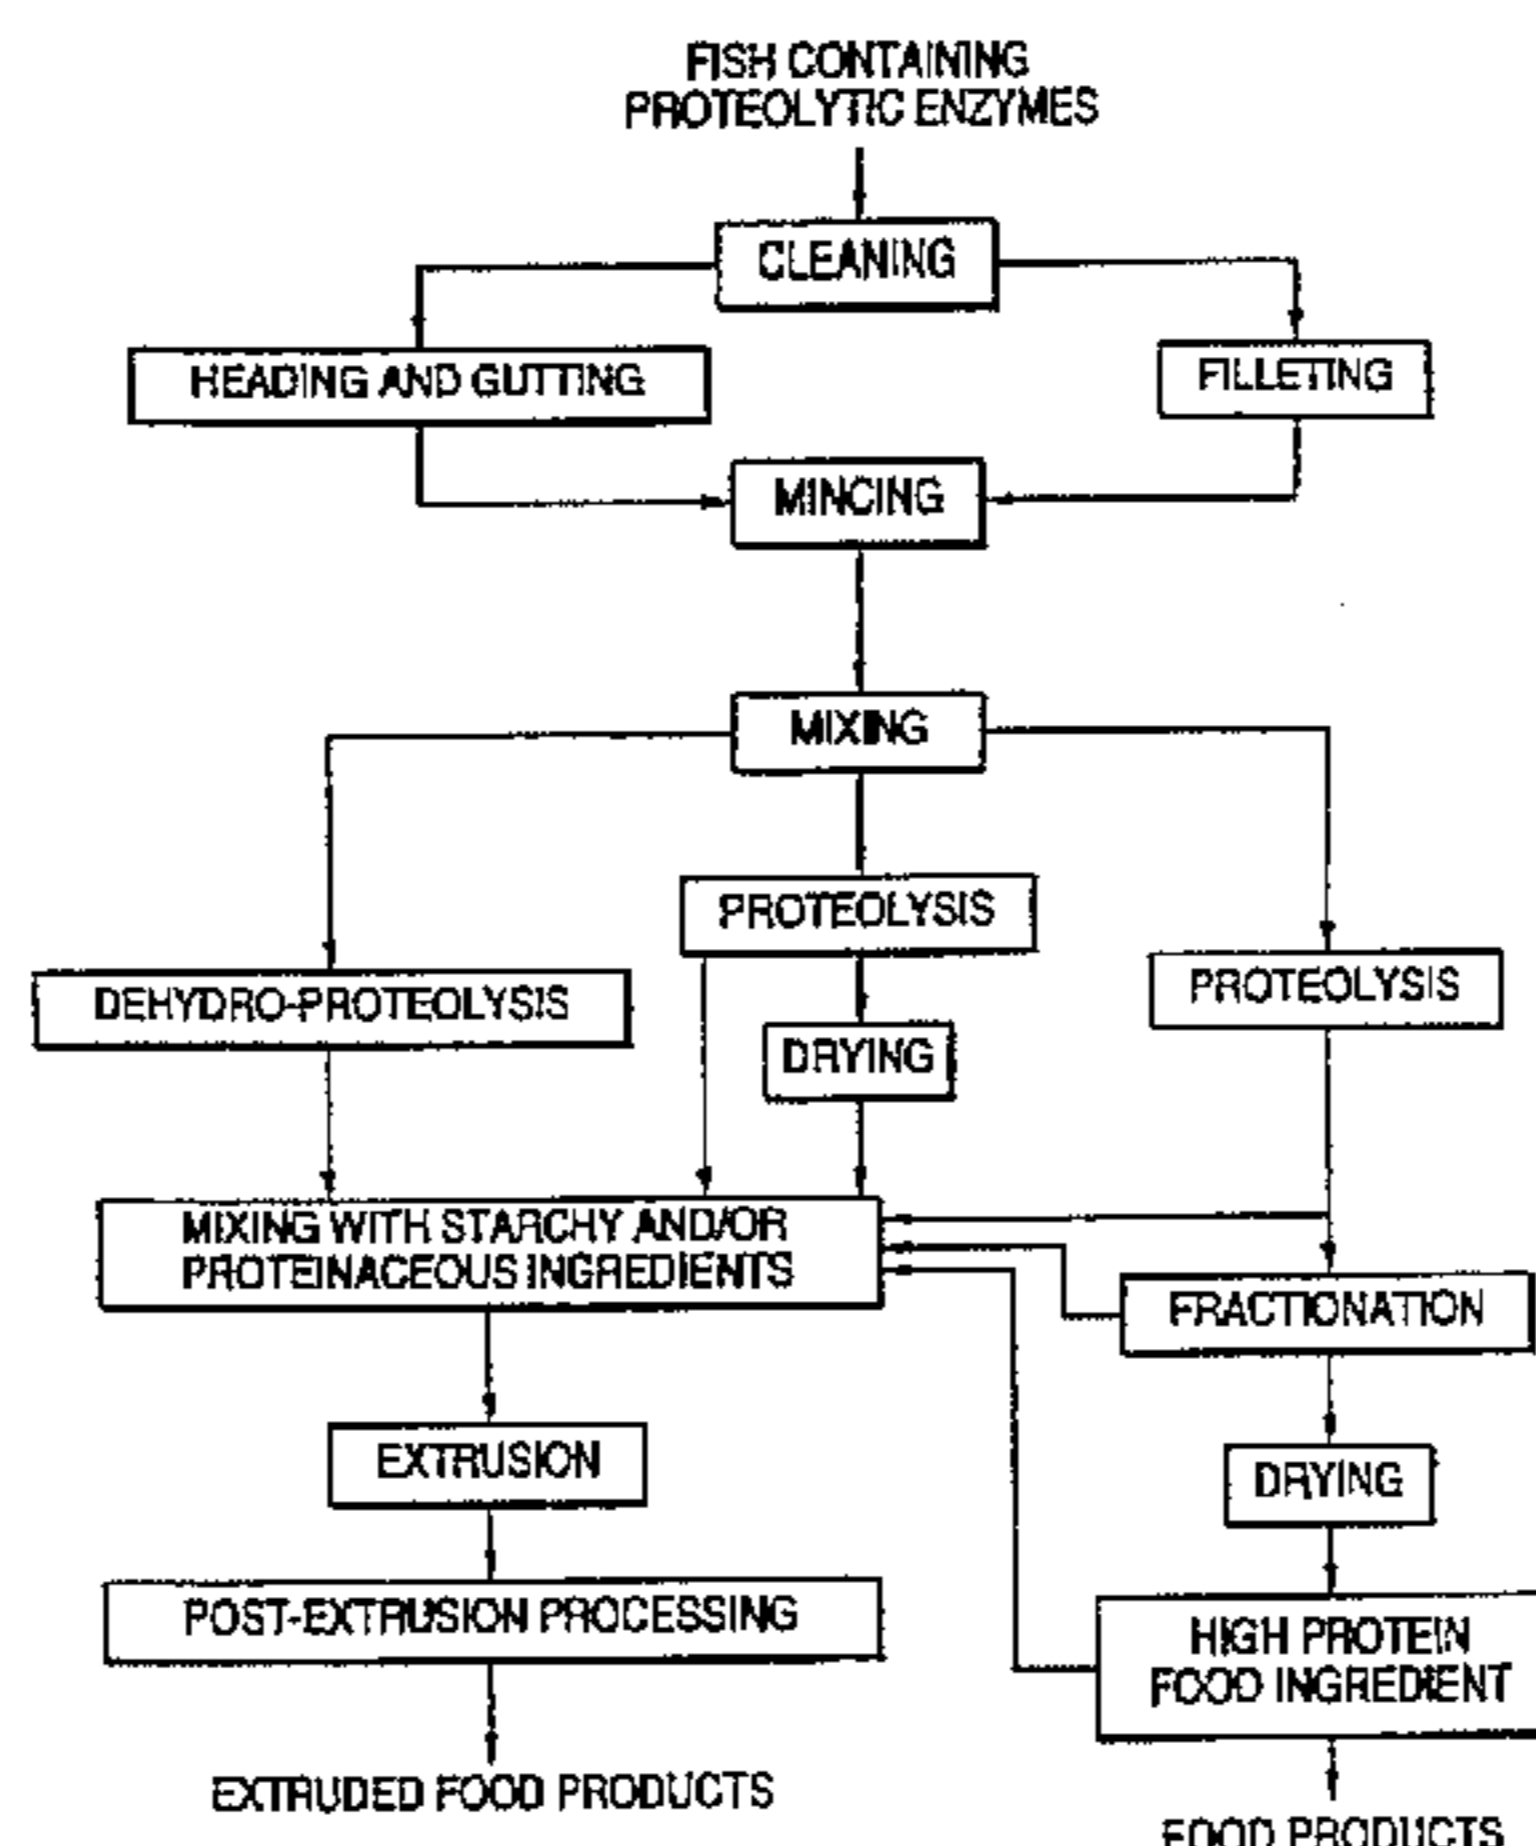 FISH CONTAINING
PROTEOLYTIC ENZYMES
CLEANING
HEADING AND GUTTING
FILLETING
MINCING
MIXING
PROTEOLYSIS
DEHYDRO-PROTEOLYSIS
PROTEOLYSIS
DRYING
MIXING WITH STARCHY AND/OR
PROTEINACEOUS INGREDIENTS
FRACTIONATION
EXTRUSION
DRYING
POST-EXTRUSION PROCESSING
HIGH PROTEIN
FOOD INGREDIENT
EXTRUDED FOOD PRODUCTS
FOOD PRODUCTS